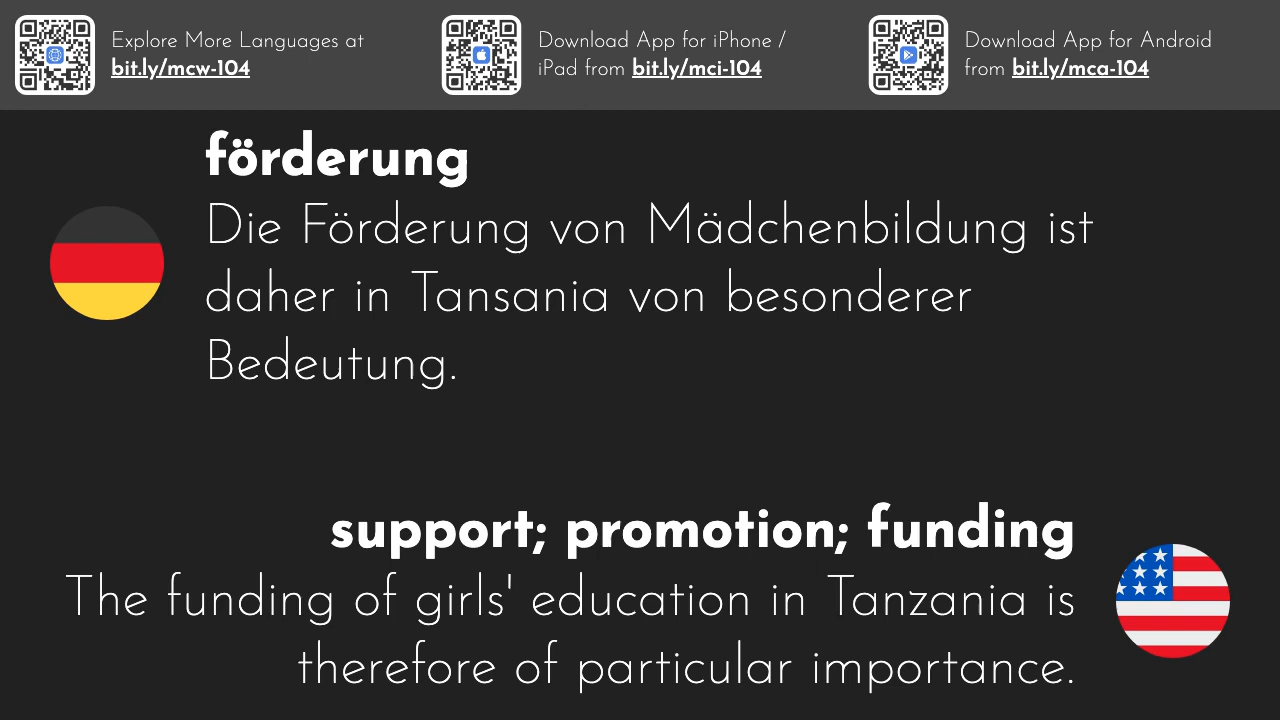 Explore More Languages at
bit.ly/mcw-104
Download App for iPhone /
iPad from bit.ly/mci-104
Download App for Android
from bit.ly/mca-104
förderung
Die Förderung von Mädchenbildung ist
daher in Tansania von besonderer
Bedeutung.
support; promotion; funding
The funding of girls' education in Tanzania is
therefore of particular importance.